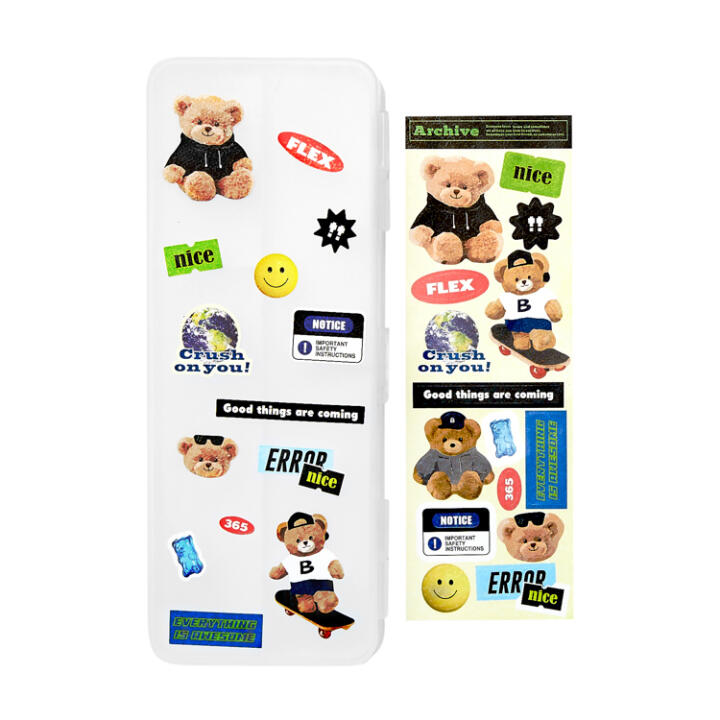 FLEX
nice
Crush
on you!
NOTICE
IMPORTANT
SAFETY
INSTRUCTIONS
Good things are coming
ERROR
nice
365
B
EVERYTHING
IS AWESOME
Archive
nice
FLEX
B
Crush
on you!
Good things are coming
B
EVERYTHING
IS AWESOME
365
NOTICE
IMPORTANT
SAFETY
INSTRUCTIONS
ERROR
nice